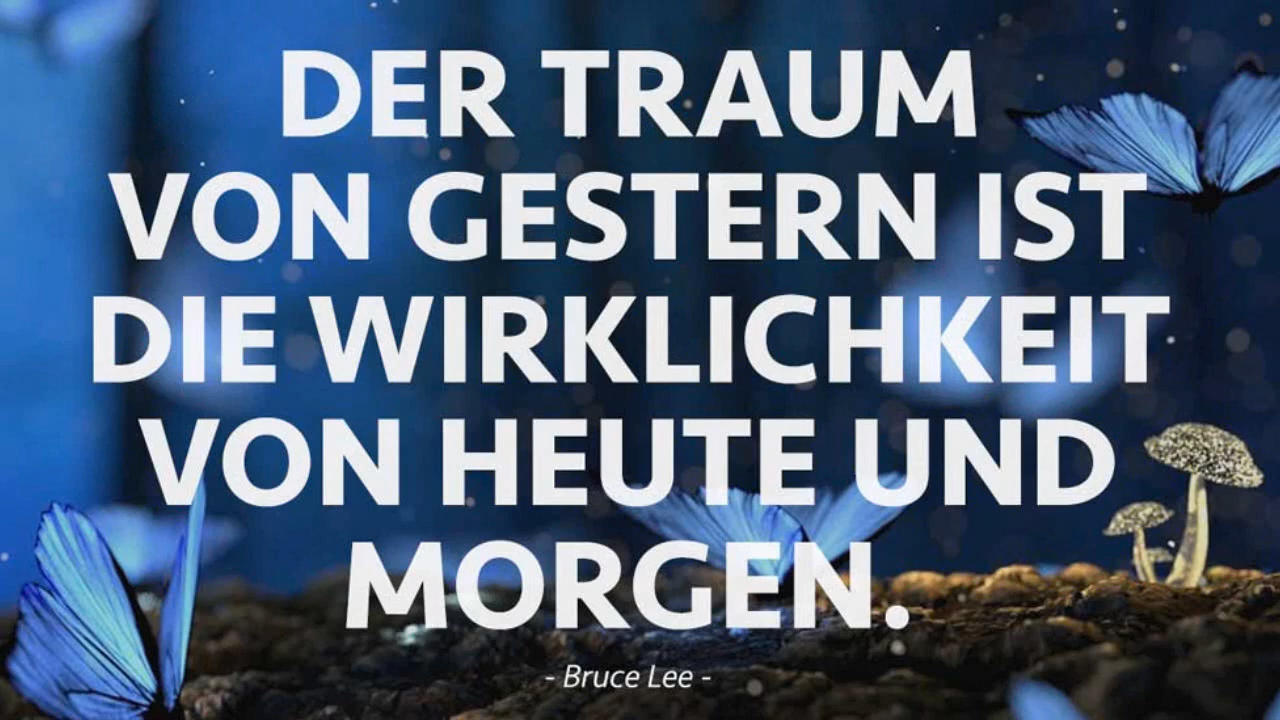 DER TRAUM
VON GESTERN IST
DIE WIRKLICHKEIT
VON HEUTE UND
MORGEN.
- Bruce Lee -